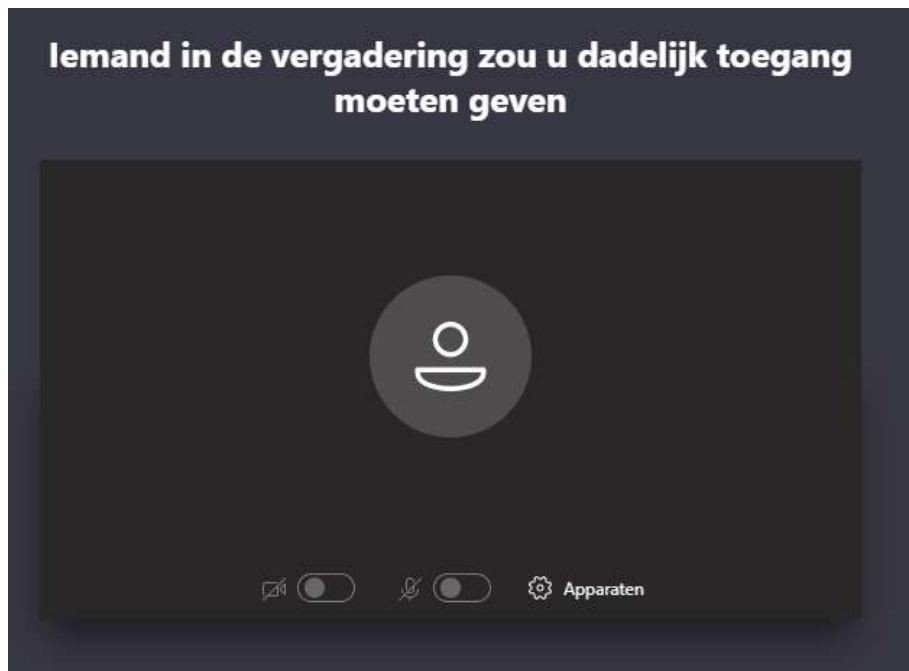 Iemand in de vergadering zou u dadelijk toegang
moeten geven
Apparaten